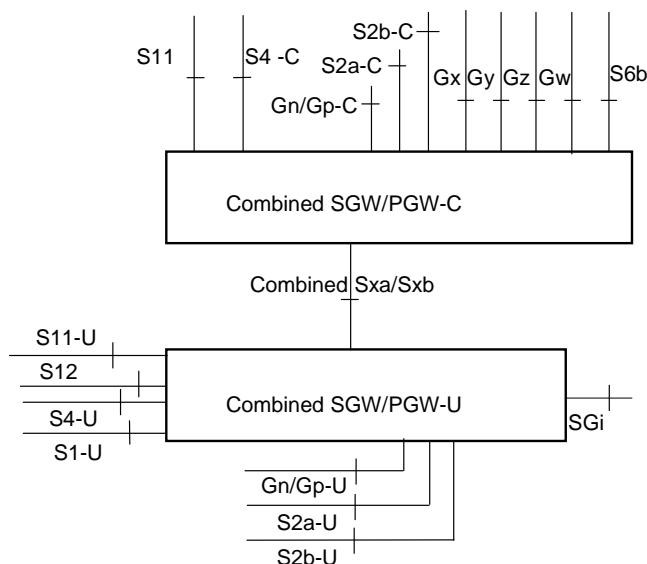 S2b-C
S11
S4 -C
S2a-C
Gx Gy Gz Gw S6b
Gn/Gp-C
Combined SGW/PGW-C
Combined Sxa/Sxb
S11-U
S12
Combined SGW/PGW-U
S4-U
SGi
S1-U
Gn/Gp-U
S2a-U
S2b-U